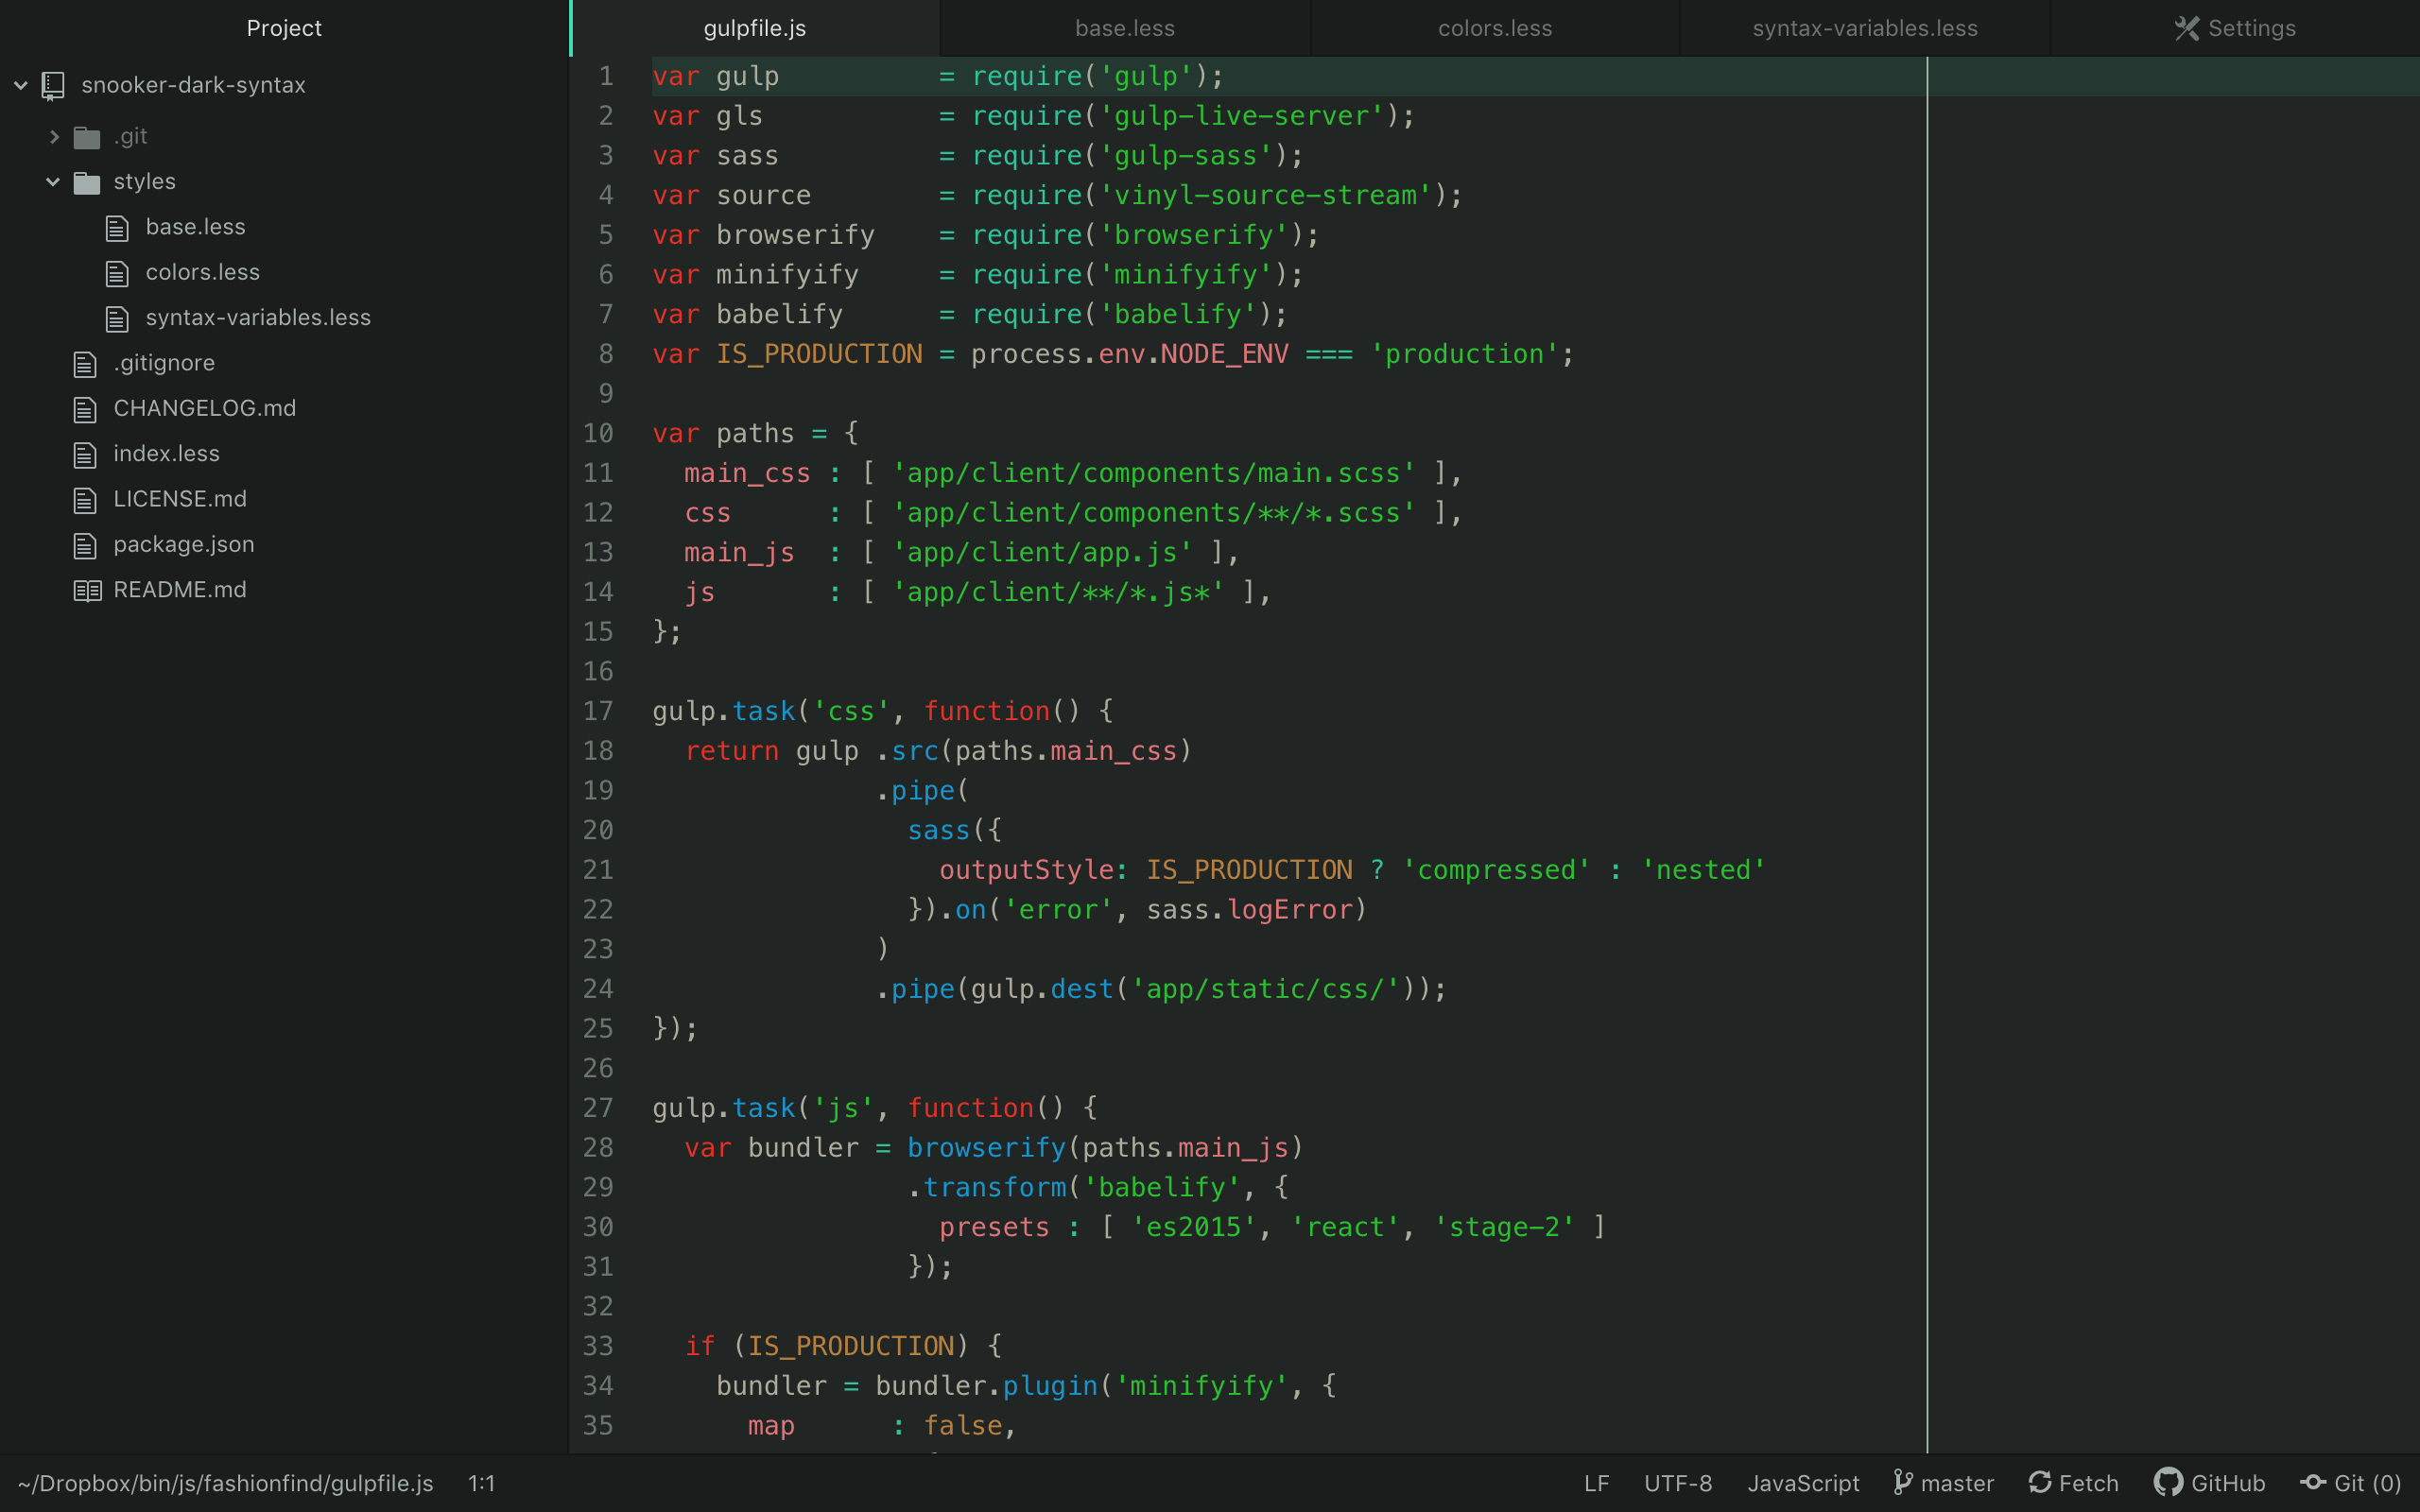 Project
snooker-dark-syntax
.git
styles
base.less
colors.less
syntax-variables.less
.gitignore
CHANGELOG.md
index.less
LICENSE.md
package.json
README.md
gulpfile.js base.less colors.less syntax-variables.less Settings
1 var gulp          = require('gulp');
2 var gls           = require('gulp-live-server');
3 var sass          = require('gulp-sass');
4 var source        = require('vinyl-source-stream');
5 var browserify    = require('browserify');
6 var minifyify     = require('minifyify');
7 var babelify      = require('babelify');
8 var IS_PRODUCTION = process.env.NODE_ENV === 'production';
9
10 var paths = {
11   main_css : [ 'app/client/components/main.scss' ],
12   css      : [ 'app/client/components/**/*.scss' ],
13   main_js  : [ 'app/client/app.js' ],
14   js       : [ 'app/client/**/*.js*' ],
15 };
16
17 gulp.task('css', function() {
18   return gulp .src(paths.main_css)
19               .pipe(
20                 sass({
21                   outputStyle: IS_PRODUCTION ? 'compressed' : 'nested'
22                 }).on('error', sass.logError)
23               )
24               .pipe(gulp.dest('app/static/css/'));
25 });
26
27 gulp.task('js', function() {
28   var bundler = browserify(paths.main_js)
29                 .transform('babelify', {
30                   presets : [ 'es2015', 'react', 'stage-2' ]
31                 });
32
33   if (IS_PRODUCTION) {
34     bundler = bundler.plugin('minifyify', {
35       map      : false,
~/Dropbox/bin/js/fashionfind/gulpfile.js 1:1 LF UTF-8 JavaScript master Fetch GitHub Git (0)